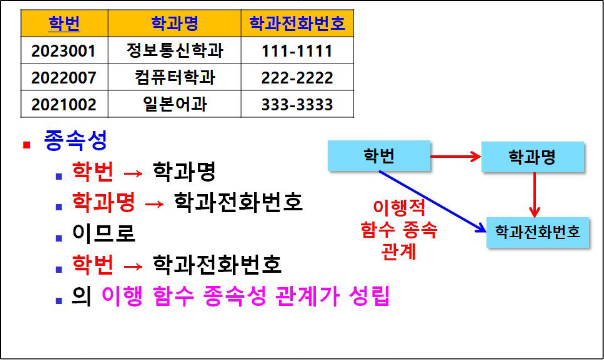 학번 학과명 학과전화번호
2023001 정보통신학과 111-1111
2022007 컴퓨터학과 222-2222
2021002 일본어과 333-3333
종속성
학번 → 학과명
학과명 → 학과전화번호
이므로
학번 → 학과전화번호
의 이행 함수 종속성 관계가 성립
학번 학과명
이행적
함수 종속
관계
학과전화번호